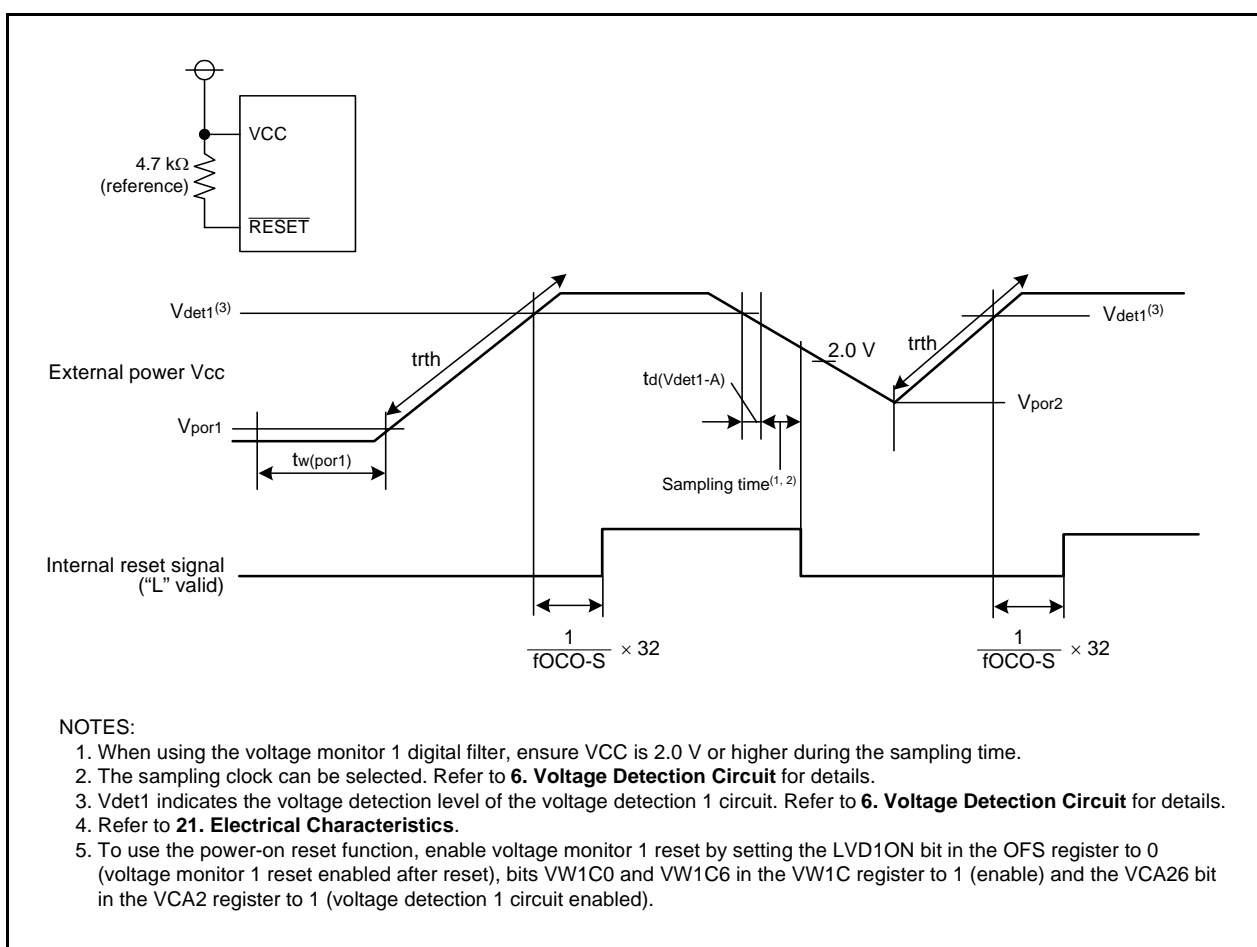 VCC
4.7 kΩ
(reference)
RESET
Vdet1(3)
Vdet1(3)
trth
trth
2.0 V
External power Vcc
td(Vdet1-A)
Vpor1
Vpor2
tw(por1)
Sampling time(1, 2)
Internal reset signal
(“L” valid)
1
fOCO-S
× 32
1
fOCO-S
× 32
NOTES:
1. When using the voltage monitor 1 digital filter, ensure VCC is 2.0 V or higher during the sampling time.
2. The sampling clock can be selected. Refer to 6. Voltage Detection Circuit for details.
3. Vdet1 indicates the voltage detection level of the voltage detection 1 circuit. Refer to 6. Voltage Detection Circuit for details.
4. Refer to 21. Electrical Characteristics.
5. To use the power-on reset function, enable voltage monitor 1 reset by setting the LVD1ON bit in the OFS register to 0
(voltage monitor 1 reset enabled after reset), bits VW1C0 and VW1C6 in the VW1C register to 1 (enable) and the VCA26 bit
in the VCA2 register to 1 (voltage detection 1 circuit enabled).